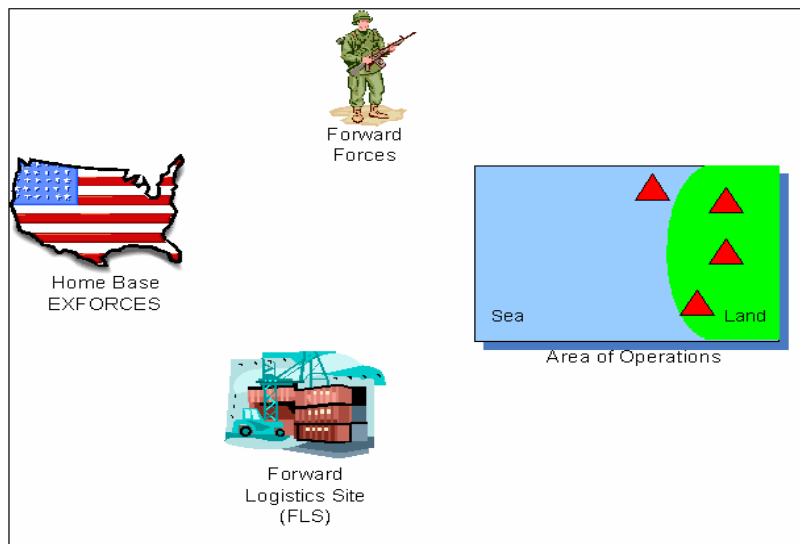 Forward
Forces
Home Base
EXFORCES
Sea
Land
Area of Operations
Forward
Logistics Site
(FLS)